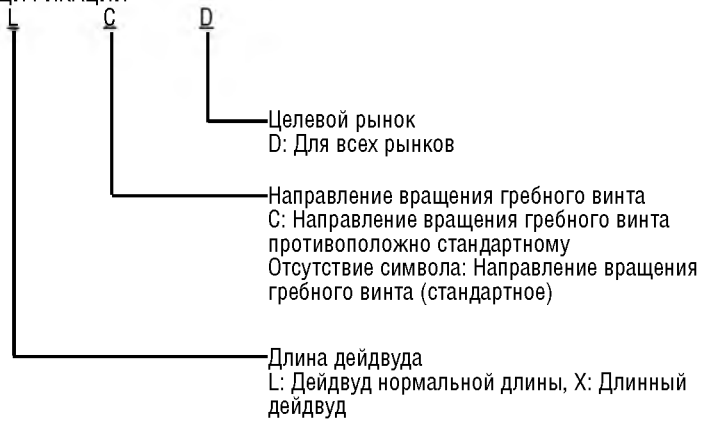 L C D
Целевой рынок
D: Для всех рынков
Направление вращения гребного винта
C: Направление вращения гребного винта
противоположно стандартному
Отсутствие символа: Направление вращения
гребного винта (стандартное)
Длина дейдвуда
L: Дейдвуд нормальной длины, X: Длинный
дейдвуд